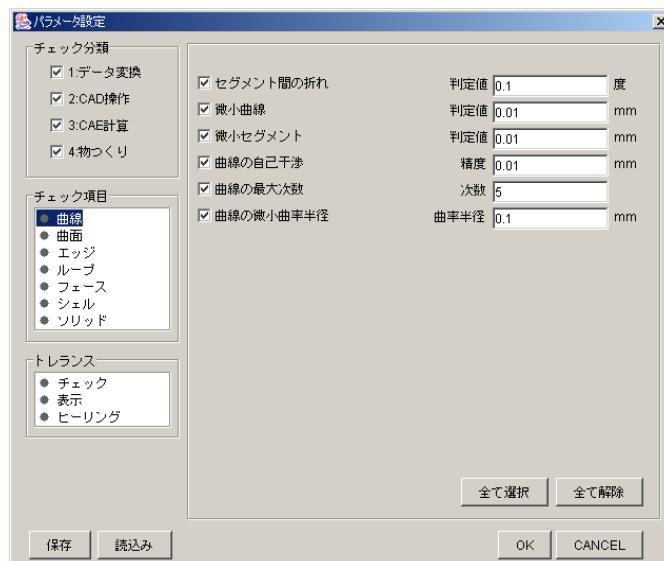 パラメータ設定
チェック分類
1:データ変換
2:CAD操作
3:CAE計算
4:物つくり
チェック項目
曲線
曲面
エッジ
ループ
フェース
シェル
ソリッド
トレランス
チェック
表示
ヒーリング
セグメント間の折れ 判定値 0.1 度
微小曲線 判定値 0.01 mm
微小セグメント 判定値 0.01 mm
曲線の自己干渉 精度 0.01 mm
曲線の最大次数 次数 5
曲線の微小曲率半径 曲率半径 0.1 mm
全て選択 全て解除
保存 読込み OK CANCEL